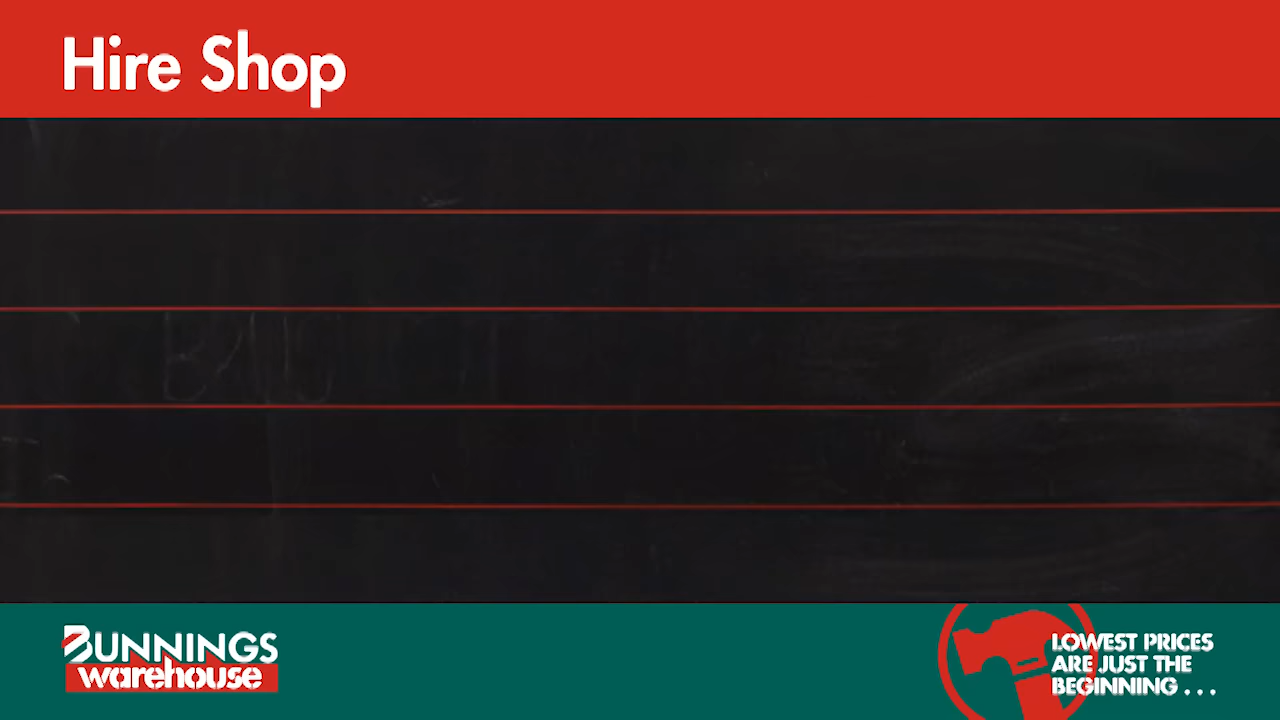 Hire Shop
BUNNINGS
warehouse
LOWEST PRICES
ARE JUST THE
BEGINNING . . .